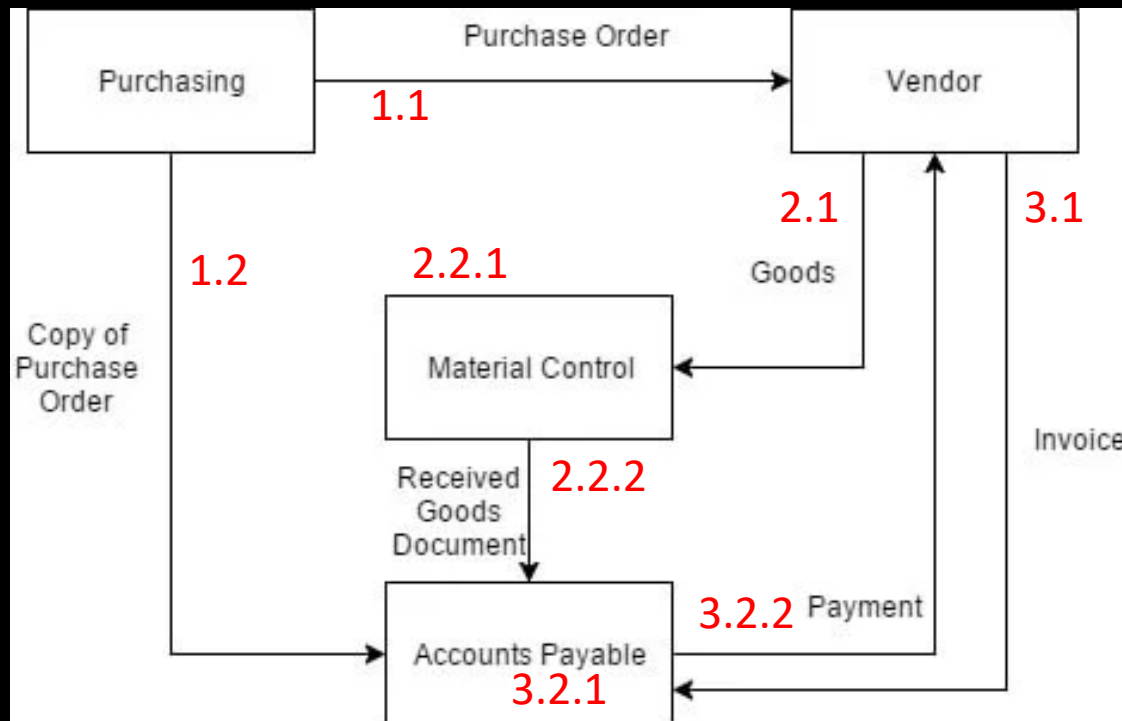 Purchase Order
Purchasing
Vendor
1.1
2.1
3.1
1.2
2.2.1
Goods
Copy of
Purchase
Order
Material Control
Invoice
Received
Goods
Document
2.2.2
3.2.2
Payment
Accounts Payable
3.2.1